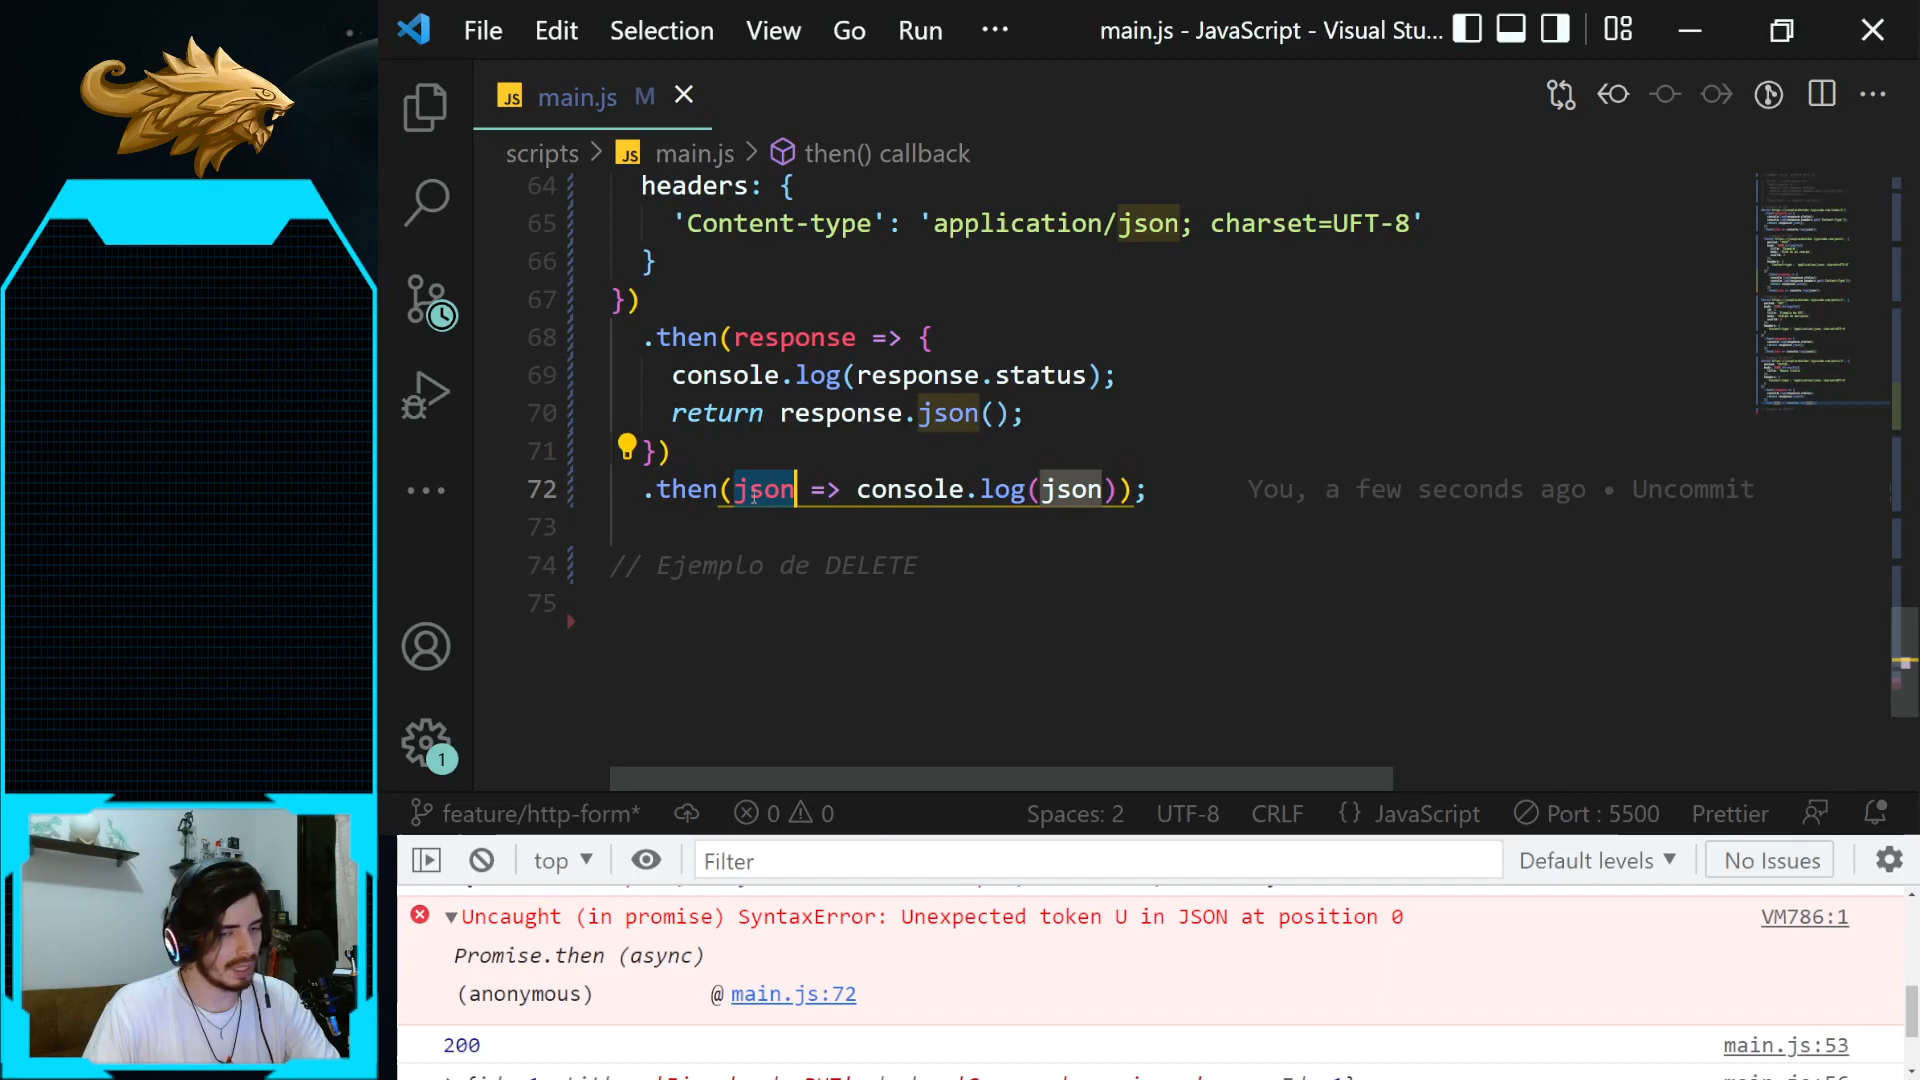 File Edit Selection View Go Run ··· main.js - JavaScript - Visual Stu...
JS main.js M
scripts > JS main.js > then() callback
64 headers: {
65 'Content-type': 'application/json; charset=UFT-8'
66 }
67 })
68 .then(response => {
69 console.log(response.status);
70 return response.json();
71 })
72 .then(json => console.log(json)); You, a few seconds ago • Uncommit
73
74 // Ejemplo de DELETE
75
1
feature/http-form* 0 0 Spaces: 2 UTF-8 CRLF {} JavaScript Port : 5500 Prettier
top Filter Default levels No Issues
Uncaught (in promise) SyntaxError: Unexpected token U in JSON at position 0 VM786:1
Promise.then (async)
(anonymous) @ main.js:72
200 main.js:53